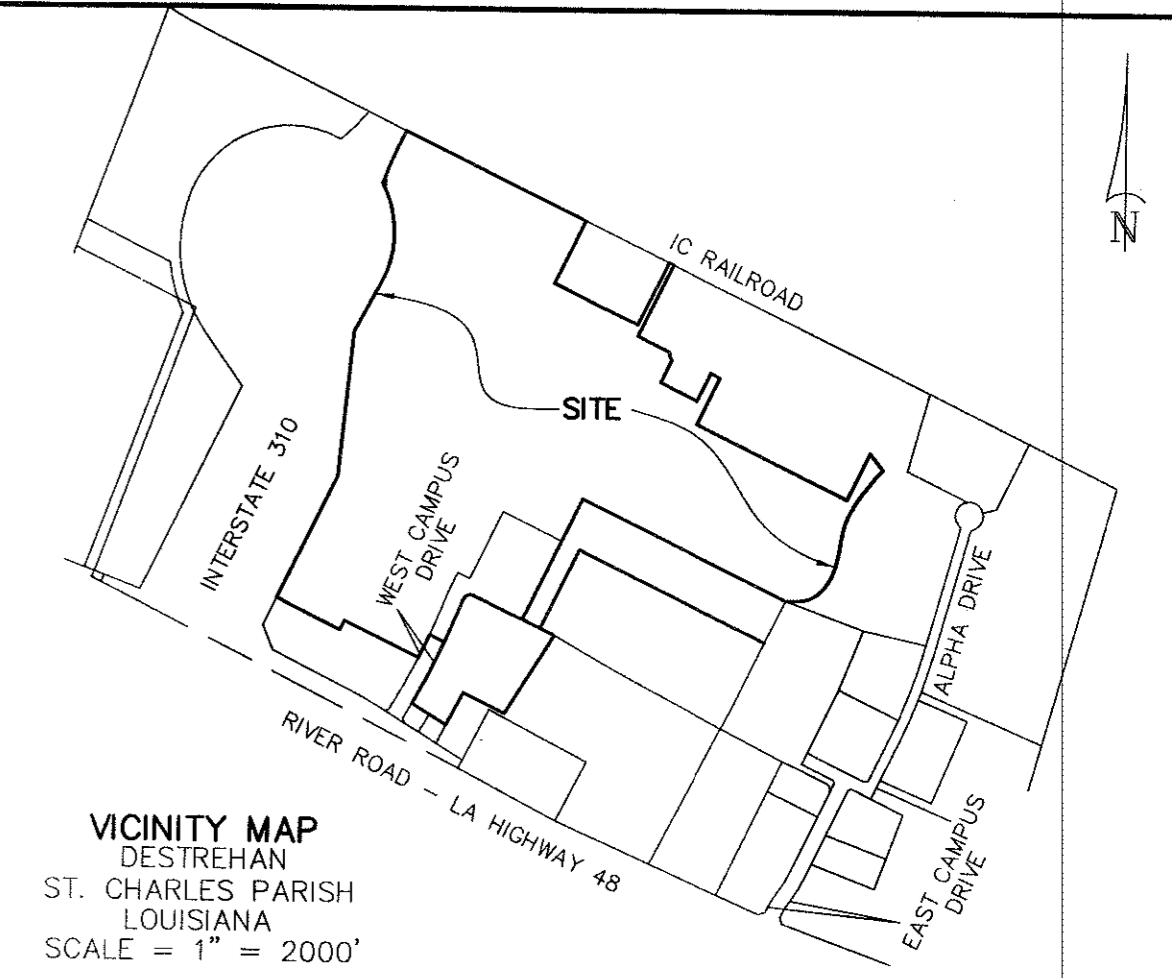 N
IC RAILROAD
SITE
INTERSTATE 310
WEST CAMPUS
DRIVE
ALPHA DRIVE
RIVER ROAD - LA HIGHWAY 48
EAST CAMPUS
DRIVE
VICINITY MAP
DESTREHAN
ST. CHARLES PARISH
LOUISIANA
SCALE = 1" = 2000'